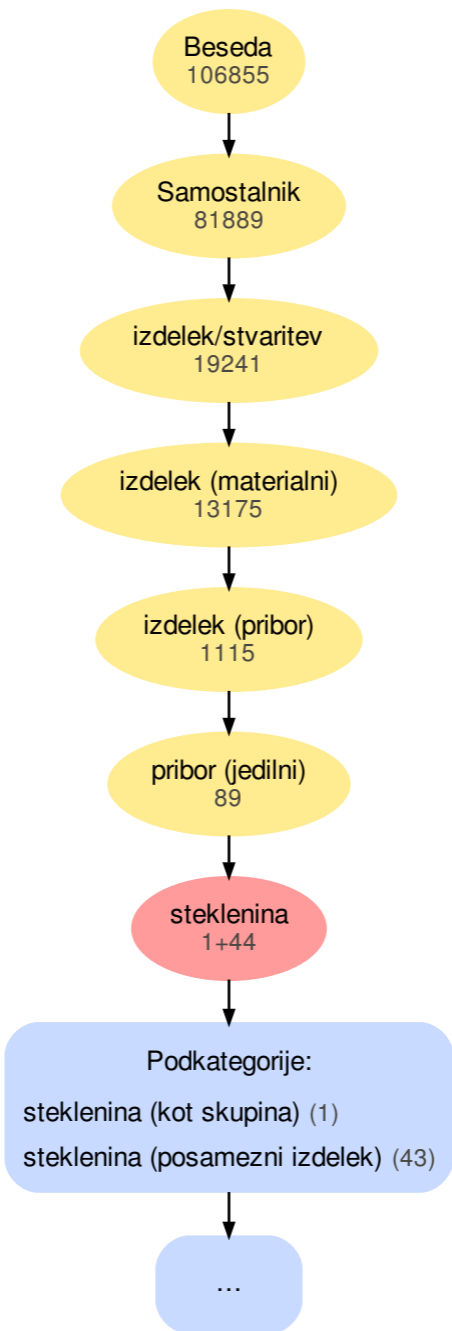 Beseda
106855
Samostalnik
81889
izdelek/stvaritev
19241
izdelek (materialni)
13175
izdelek (pribor)
1115
pribor (jedilni)
89
steklenina
1+44
Podkategorije:
steklenina (kot skupina) (1)
steklenina (posamezni izdelek) (43)
...